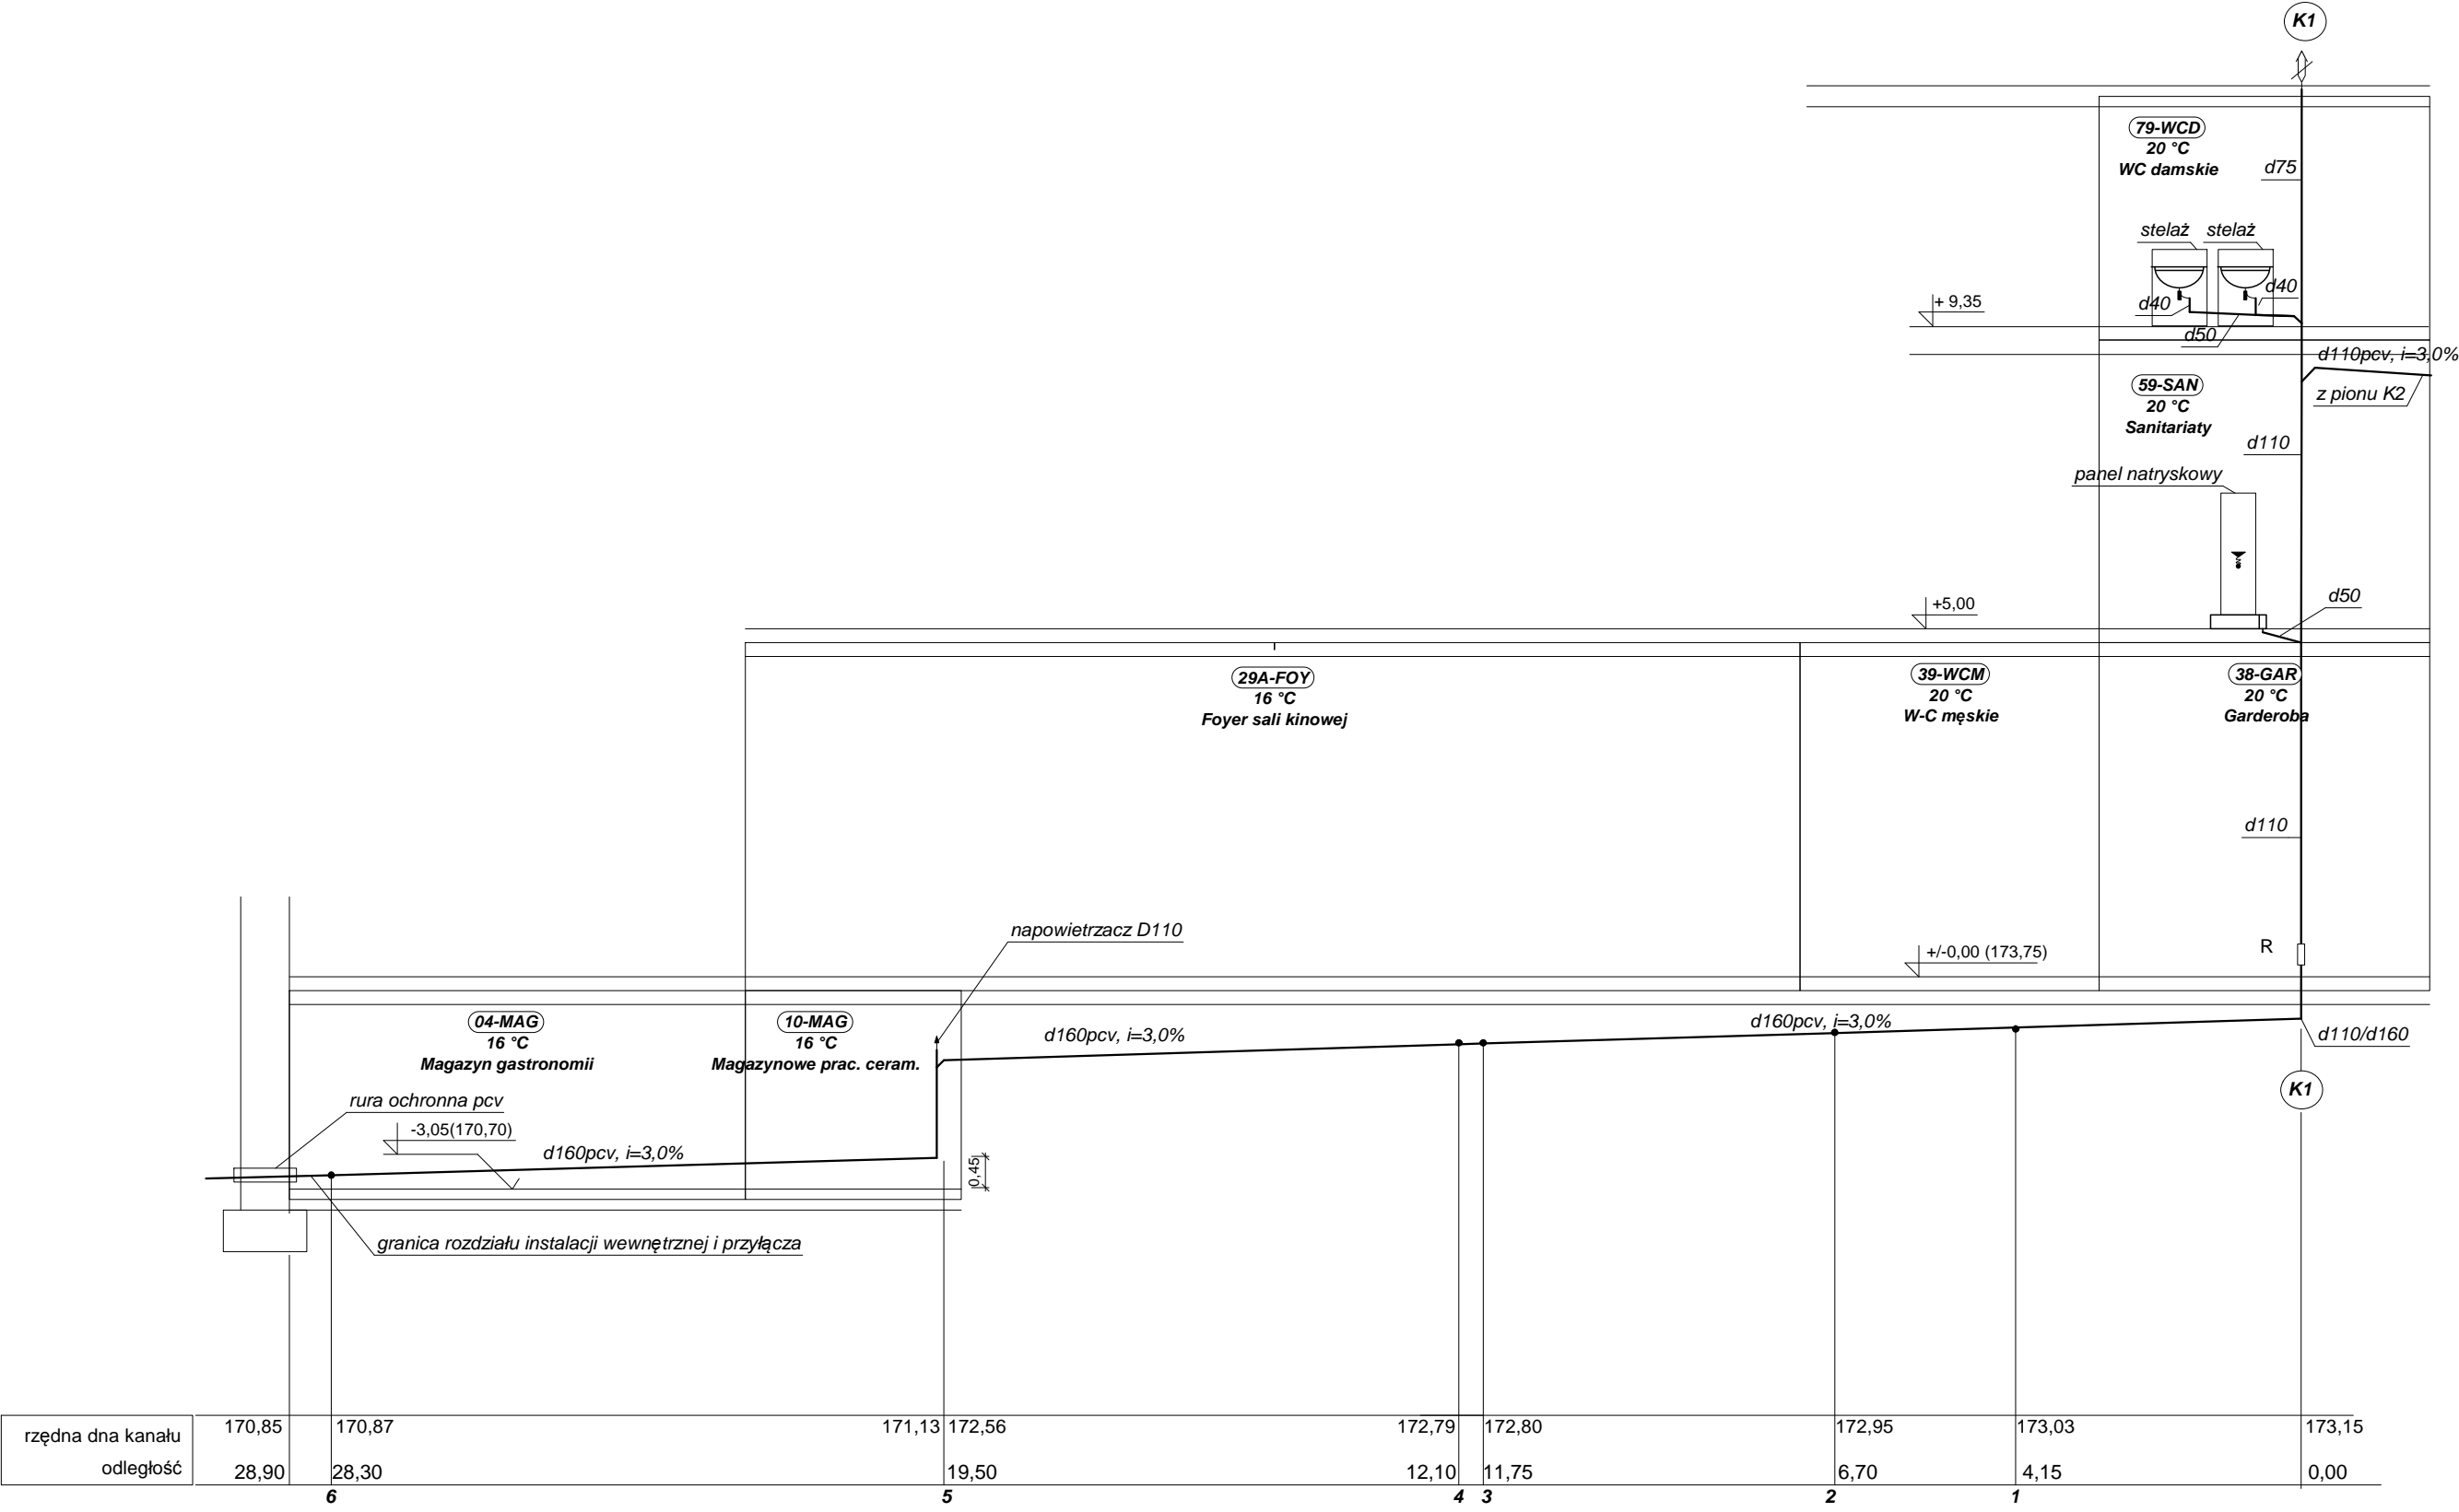 K1
79-WCD
20 °C
WC damskie
d75
stelaż
stelaż
d40
d40
d50
+ 9,35
d110pcv, i=3,0%
z pionu K2
59-SAN
20 °C
Sanitariaty
d110
panel natryskowy
d50
+5,00
29A-FOY
16 °C
Foyer sali kinowej
39-WCM
20 °C
W-C męskie
38-GAR
20 °C
Garderoba
d110
napowietrzacz D110
R
+/-0,00 (173,75)
04-MAG
16 °C
Magazyn gastronomii
10-MAG
16 °C
Magazynowe prac. ceram.
d160pcv, i=3,0%
d160pcv, i=3,0%
d110/d160
K1
rura ochronna pcv
-3,05(170,70)
d160pcv, i=3,0%
0,45
granica rozdziału instalacji wewnętrznej i przyłącza
rzędna dna kanału 170,85 170,87 171,13 172,56 172,79 172,80 172,95 173,03 173,15
odległość 28,90 28,30 19,50 12,10 11,75 6,70 4,15 0,00
6 5 4 3 2 1